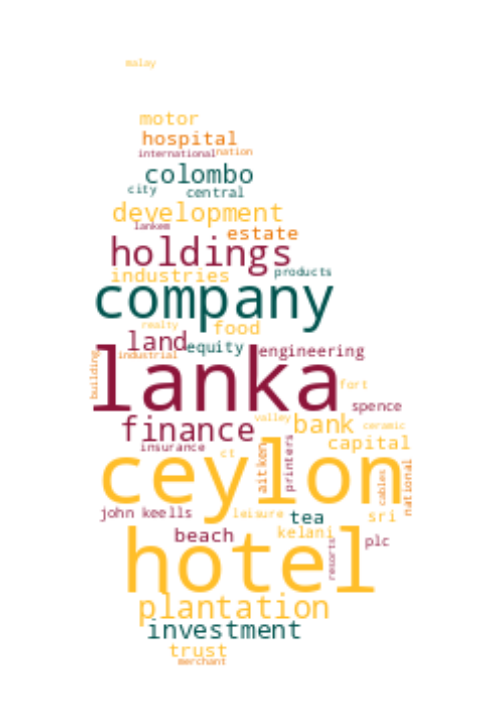 malay
motor
hospital
international nation
colombo
city central
development
lankem
estate
holdings
industries products
company
realty food
land equity
building industrial engineering
lanka
fort
spence
finance valley bank ceramic
insurance capital
ct
aitken printers
ceylon
cables national
john keells leisure tea sri
beach kelani
resorts plc
hotel
plantation
investment
trust
merchant